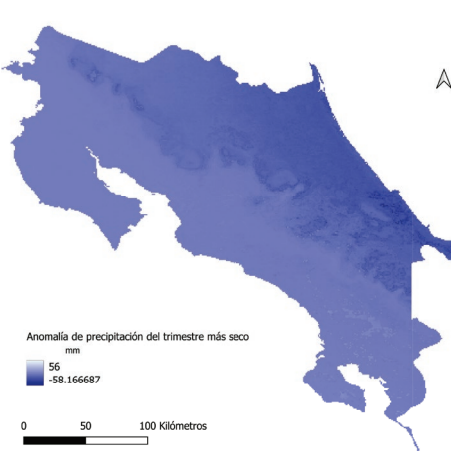 Anomalía de precipitación del trimestre más seco
mm
56
-58.166687
0 50 100 Kilómetros